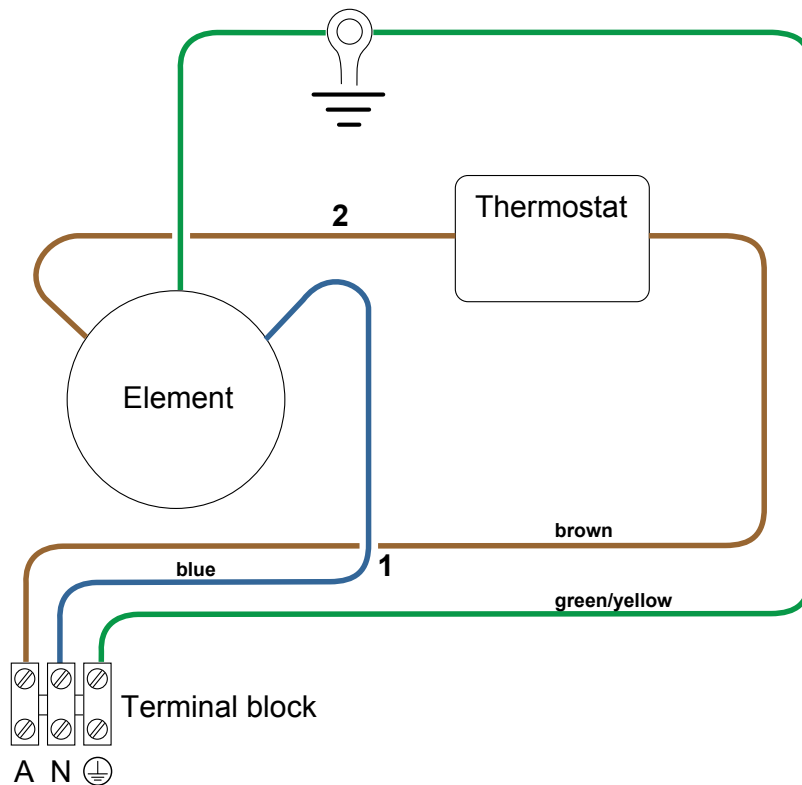 2
Thermostat
Element
brown
1
blue
green/yellow
Terminal block
A N